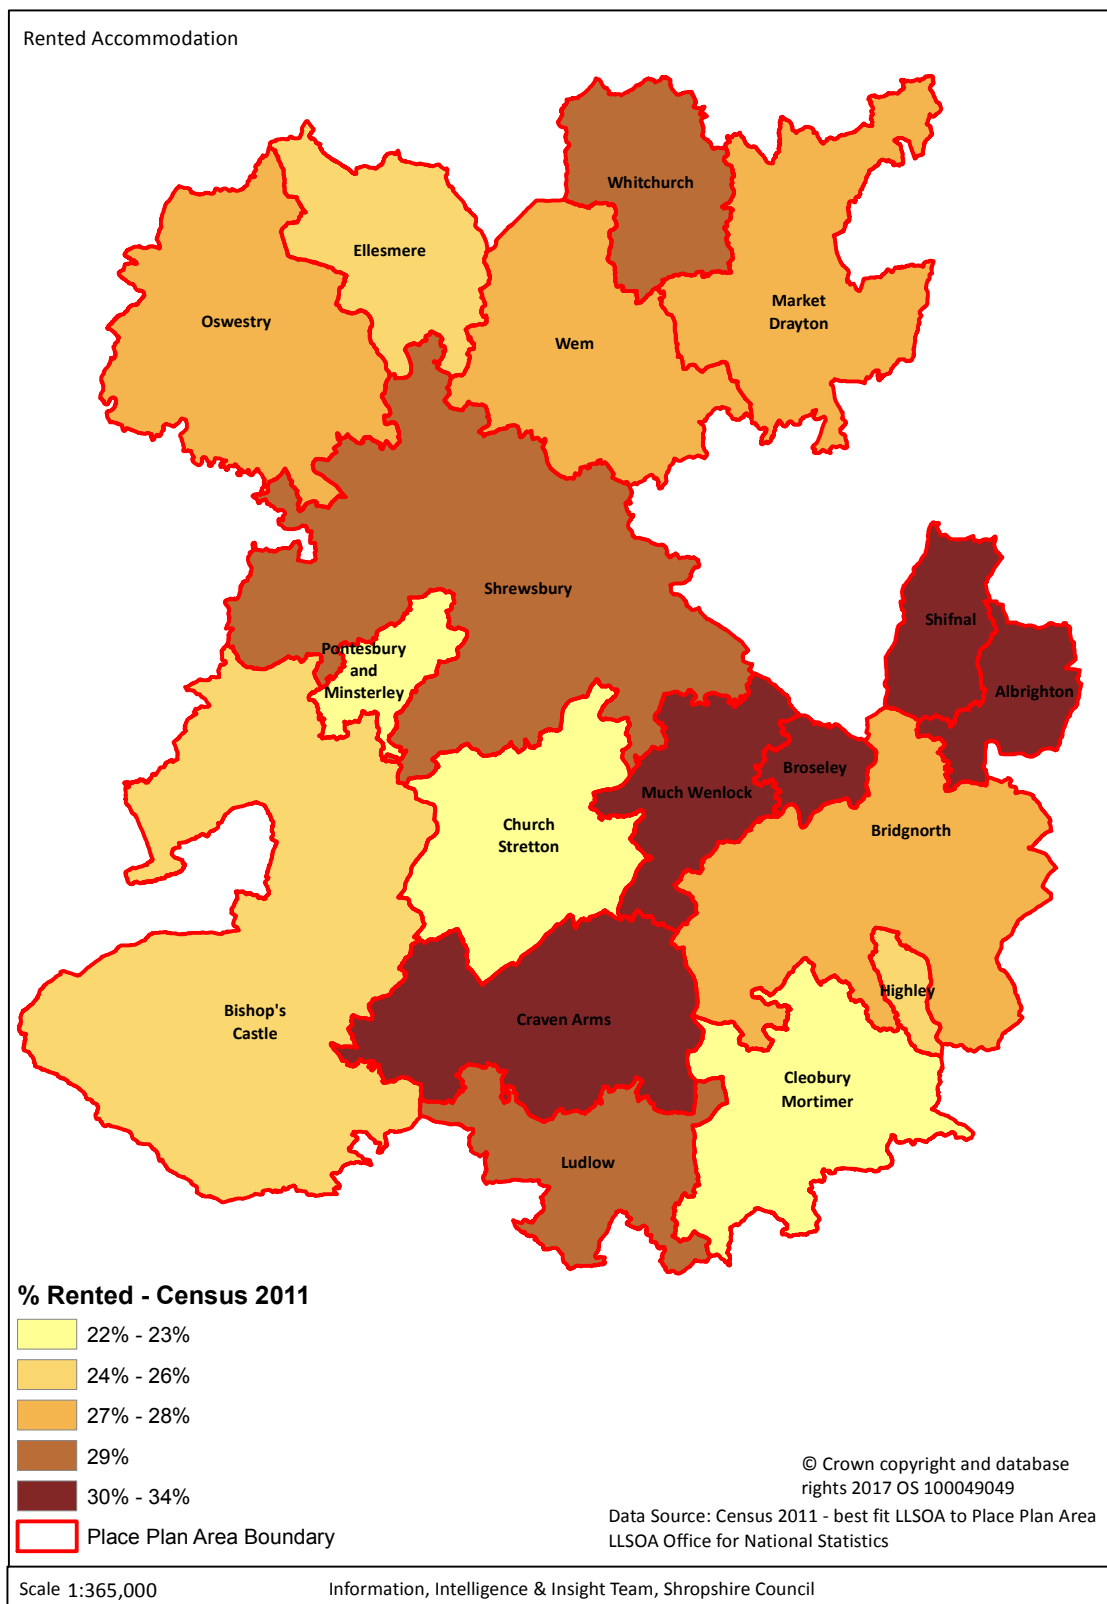 Rented Accommodation
Whitchurch
Ellesmere
Market
Drayton
Oswestry
Wem
Shrewsbury
Shifnal
Pontesbury
and
Minsterley
Albrighton
Broseley
Much Wenlock
Church
Stretton
Bridgnorth
Highley
Bishop's
Castle
Craven Arms
Cleobury
Mortimer
Ludlow
% Rented - Census 2011
22% - 23%
24% - 26%
27% - 28%
29%
30% - 34%
Place Plan Area Boundary
© Crown copyright and database
rights 2017 OS 100049049
Data Source: Census 2011 - best fit LLSOA to Place Plan Area
LLSOA Office for National Statistics
Scale 1:365,000
Information, Intelligence & Insight Team, Shropshire Council